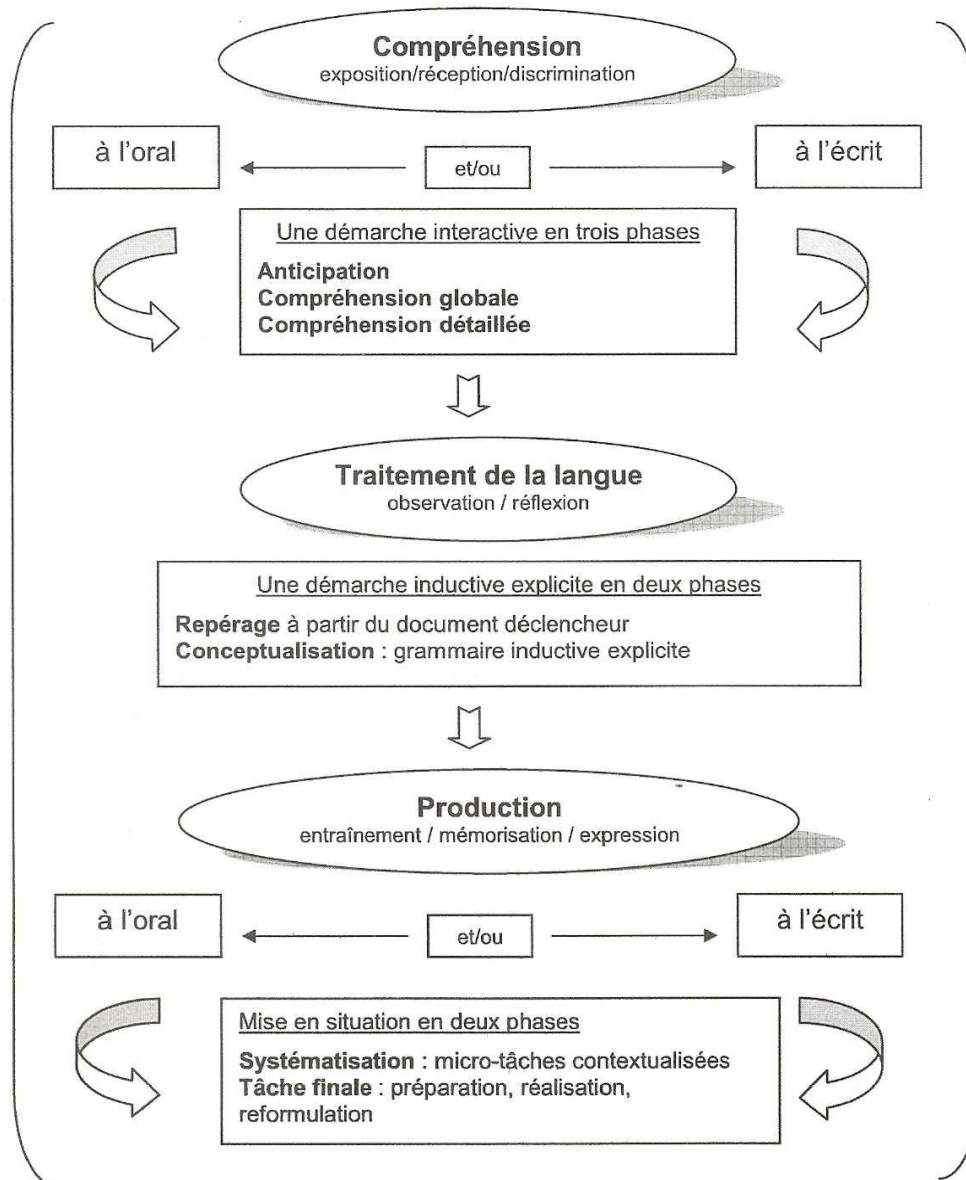 Compréhension
exposition/réception/discrimination
à l'oral
et/ou
à l'écrit
Une démarche interactive en trois phases
Anticipation
Compréhension globale
Compréhension détaillée
Traitement de la langue
observation / réflexion
Une démarche inductive explicite en deux phases
Repérage à partir du document déclencheur
Conceptualisation : grammaire inductive explicite
Production
entraînement / mémorisation / expression
à l'oral
et/ou
à l'écrit
Mise en situation en deux phases
Systématisation : micro-tâches contextualisées
Tâche finale : préparation, réalisation,
reformulation